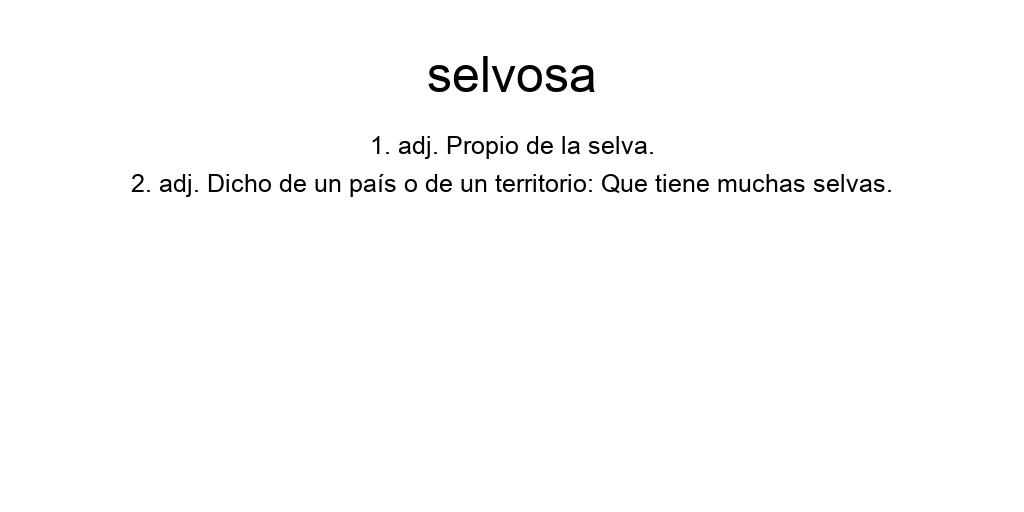 selvosa
1. adj. Propio de la selva.
2. adj. Dicho de un país o de un territorio: Que tiene muchas selvas.